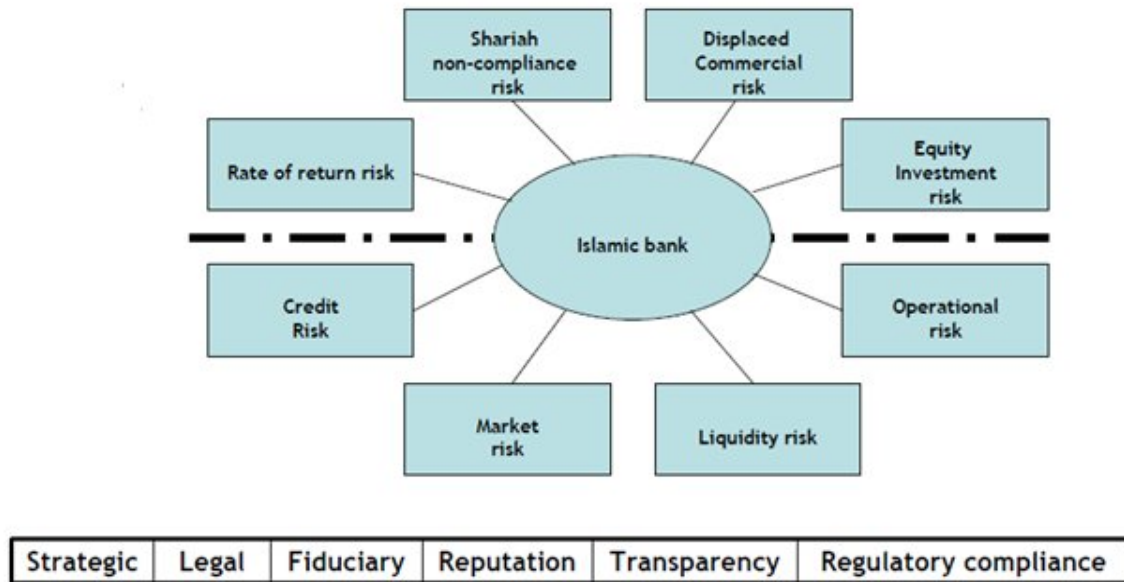 Shariah
non-compliance
risk
Displaced
Commercial
risk
Rate of return risk
Equity
Investment
risk
Islamic bank
Credit
Risk
Operational
risk
Market
risk
Liquidity risk
Strategic Legal Fiduciary Reputation Transparency Regulatory compliance